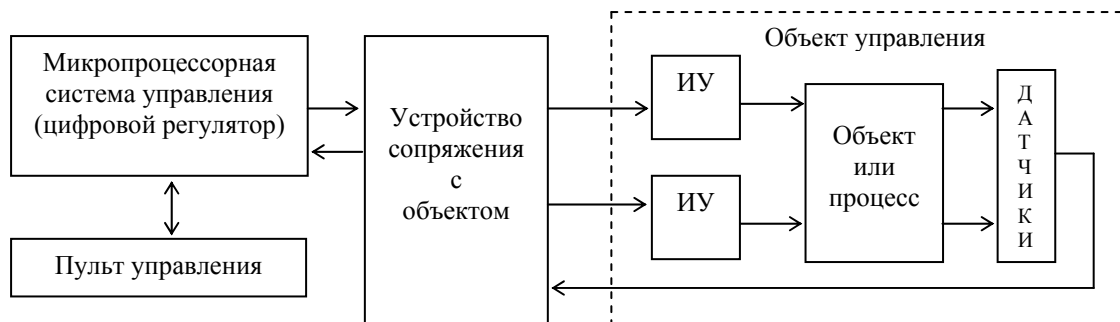 Микропроцессорная
система управления
(цифровой регулятор)
Пульт управления
Устройство
сопряжения
с
объектом
Объект управления
ИУ
ИУ
Объект
или
процесс
Д
А
Т
Ч
И
К
И